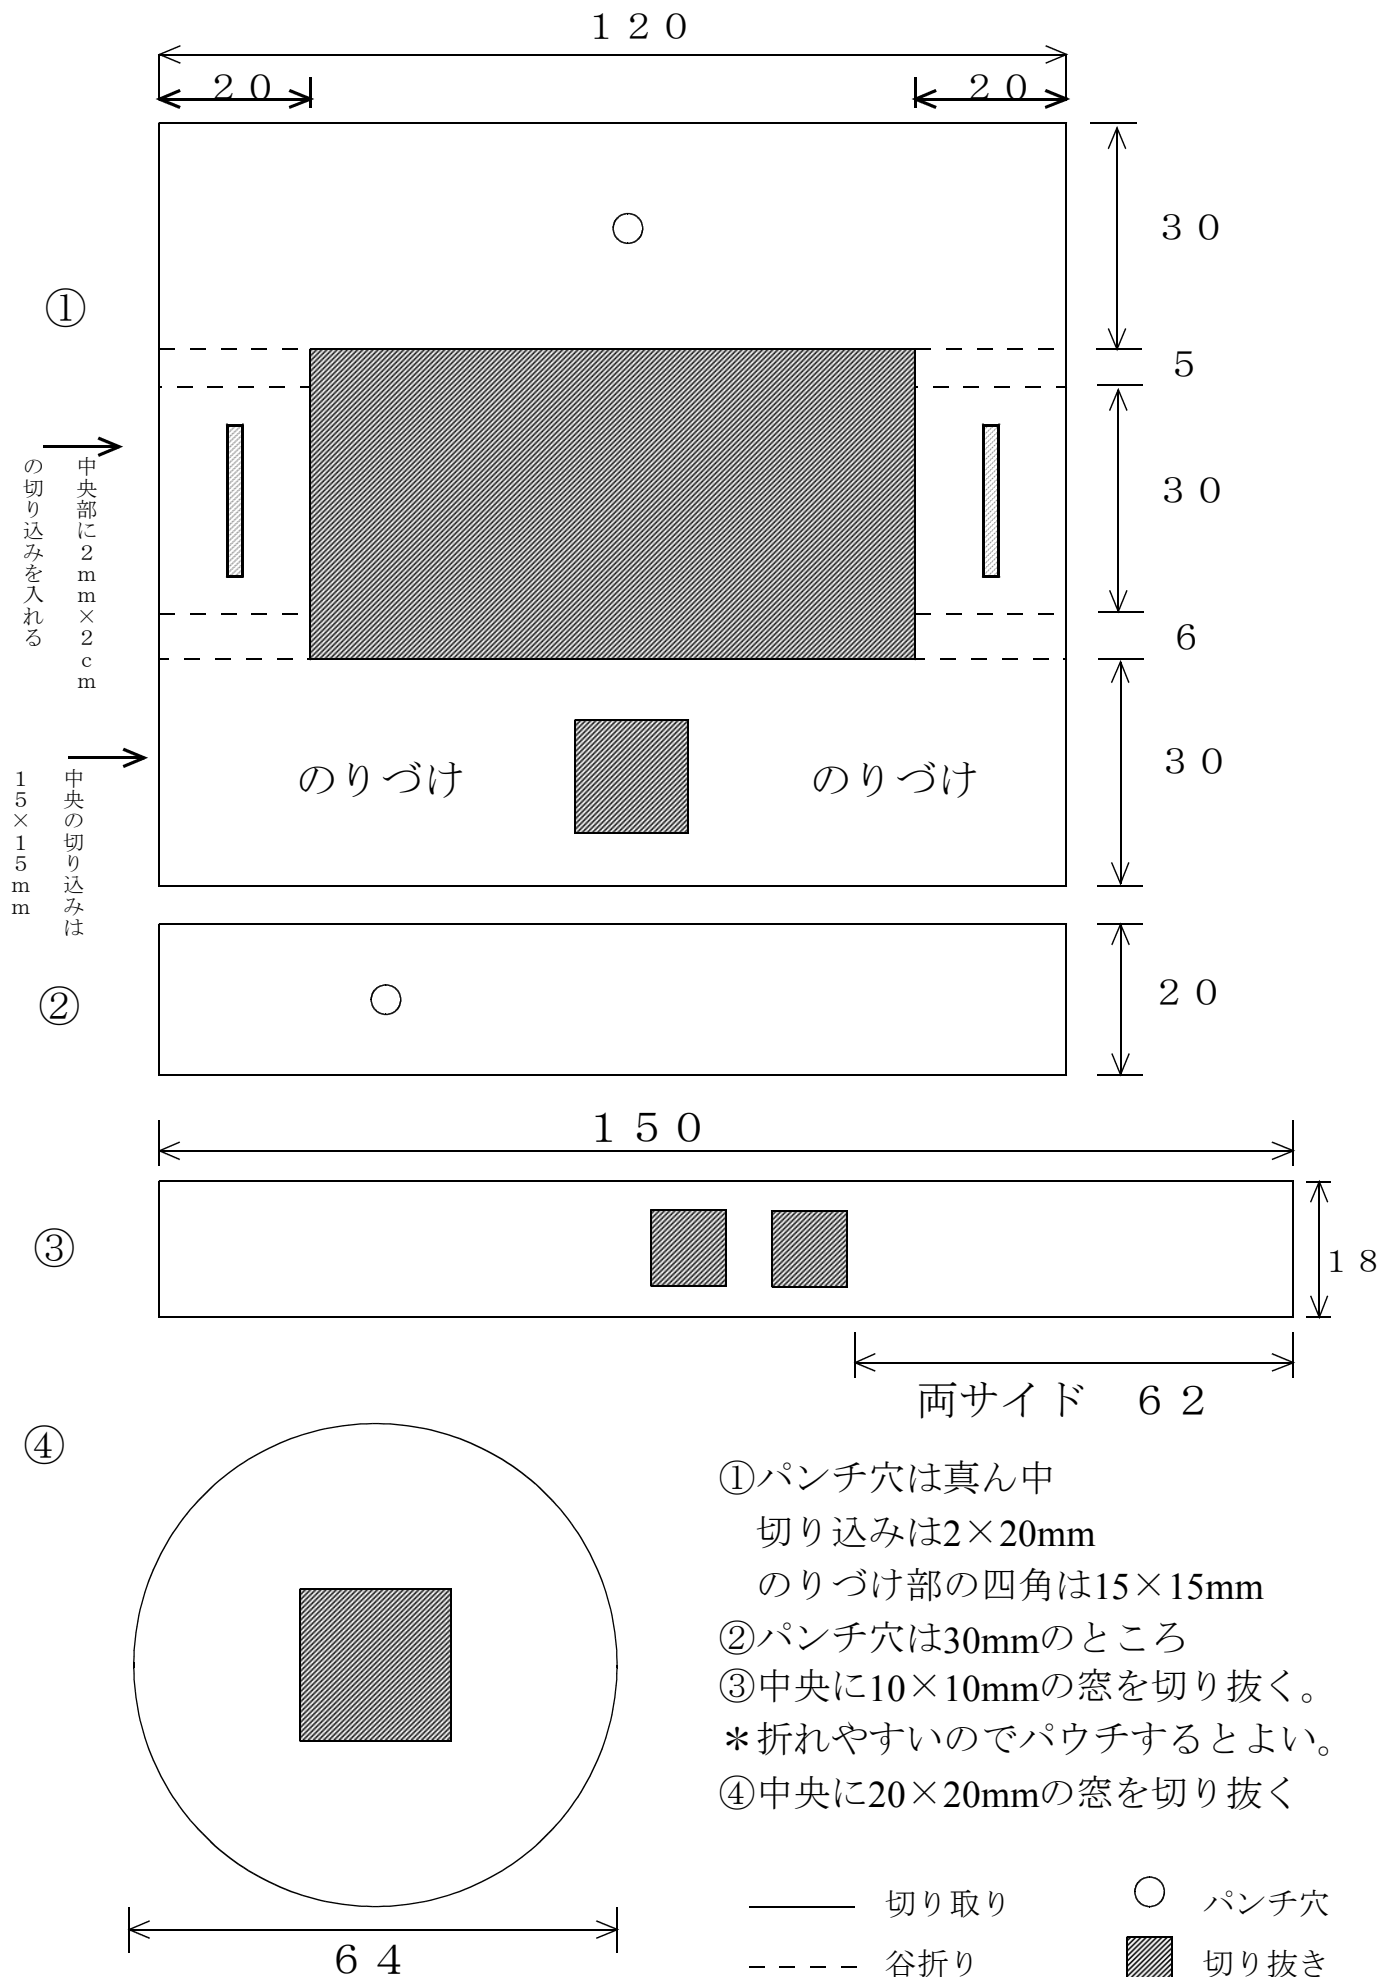 １２０
２０
２０
３０
①
５
３０
中央部に２ｍｍ×２ｃｍ
の切り込みを入れる
６
３０
のりづけ
のりづけ
中央の切り込みは
１５×１５ｍｍ
②
２０
１５０
③
１８
両サイド　６２
④
①パンチ穴は真ん中
切り込みは2×20mm
のりづけ部の四角は15×15mm
②パンチ穴は30mmのところ
③中央に10×10mmの窓を切り抜く。
＊折れやすいのでパウチするとよい。
④中央に20×20mmの窓を切り抜く
６４
切り取り
パンチ穴
谷折り
切り抜き